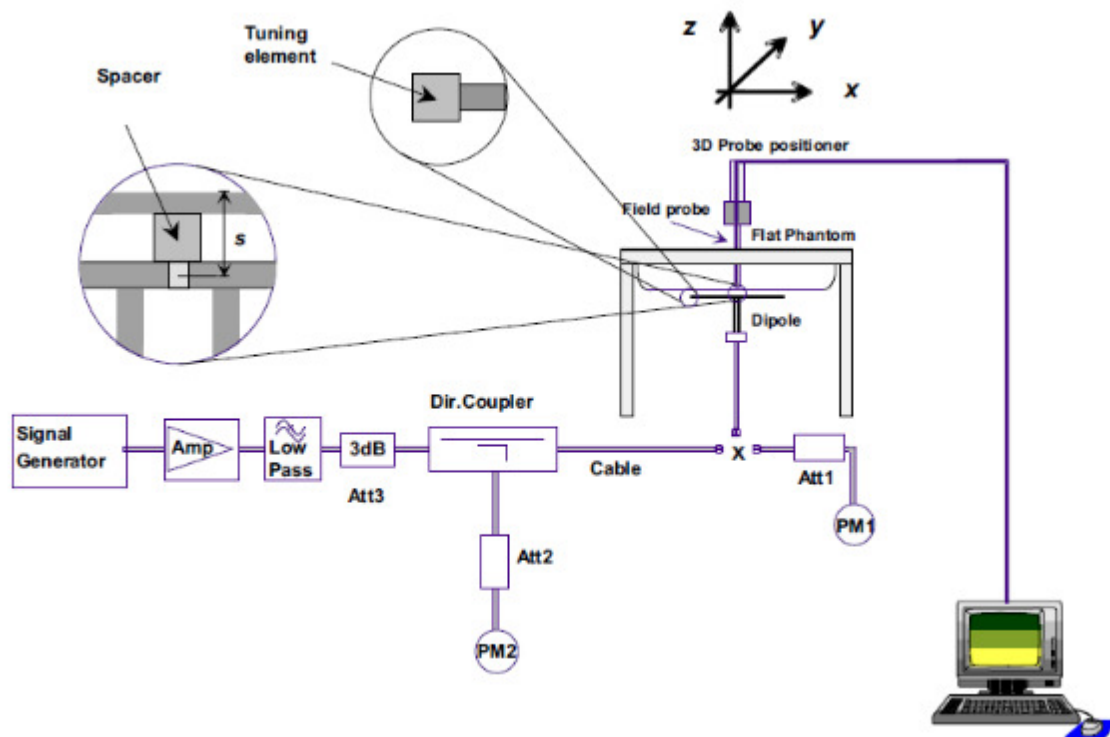 Tuning
element
Spacer
s
z
y
x
3D Probe positioner
Field probe
Flat Phantom
Dipole
Dir.Coupler
Signal
Generator
Amp
Low
Pass
3dB
Att3
Cable
X
Att1
PM1
Att2
PM2